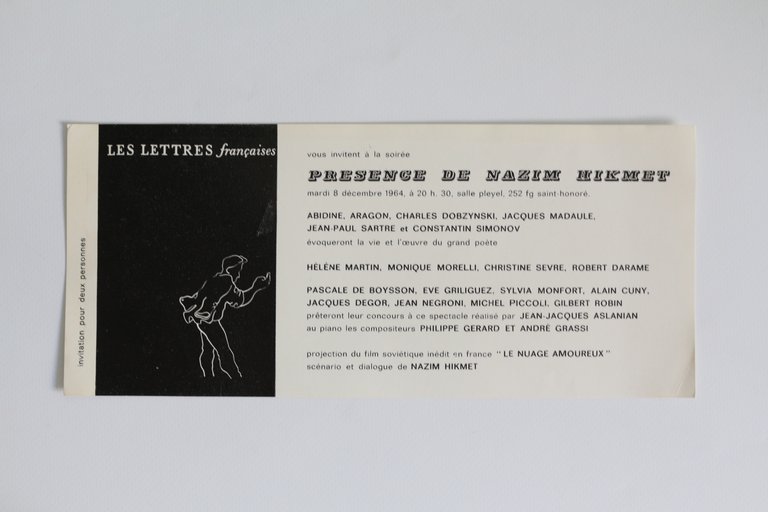 LES LETTRES françaises
invitation pour deux personnes
vous invitent à la soirée
PRESENCE DE NAZIM HIKMET
mardi 8 décembre 1964, à 20 h. 30, salle pleyel, 252 fg saint-honoré.
ABIDINE, ARAGON, CHARLES DOBZYNSKI, JACQUES MADAULE,
JEAN-PAUL SARTRE et CONSTANTIN SIMONOV
évoqueront la vie et l'œuvre du grand poète
HÉLÈNE MARTIN, MONIQUE MORELLI, CHRISTINE SEVRE, ROBERT DARAME
PASCALE DE BOYSSON, EVE GRILIGUEZ, SYLVIA MONFORT, ALAIN CUNY,
JACQUES DEGOR, JEAN NEGRONI, MICHEL PICCOLI, GILBERT ROBIN
prêteront leur concours à ce spectacle réalisé par JEAN-JACQUES ASLANIAN
au piano les compositeurs PHILIPPE GERARD ET ANDRÉ GRASSI
projection du film soviétique inédit en france "LE NUAGE AMOUREUX"
scénario et dialogue de NAZIM HIKMET